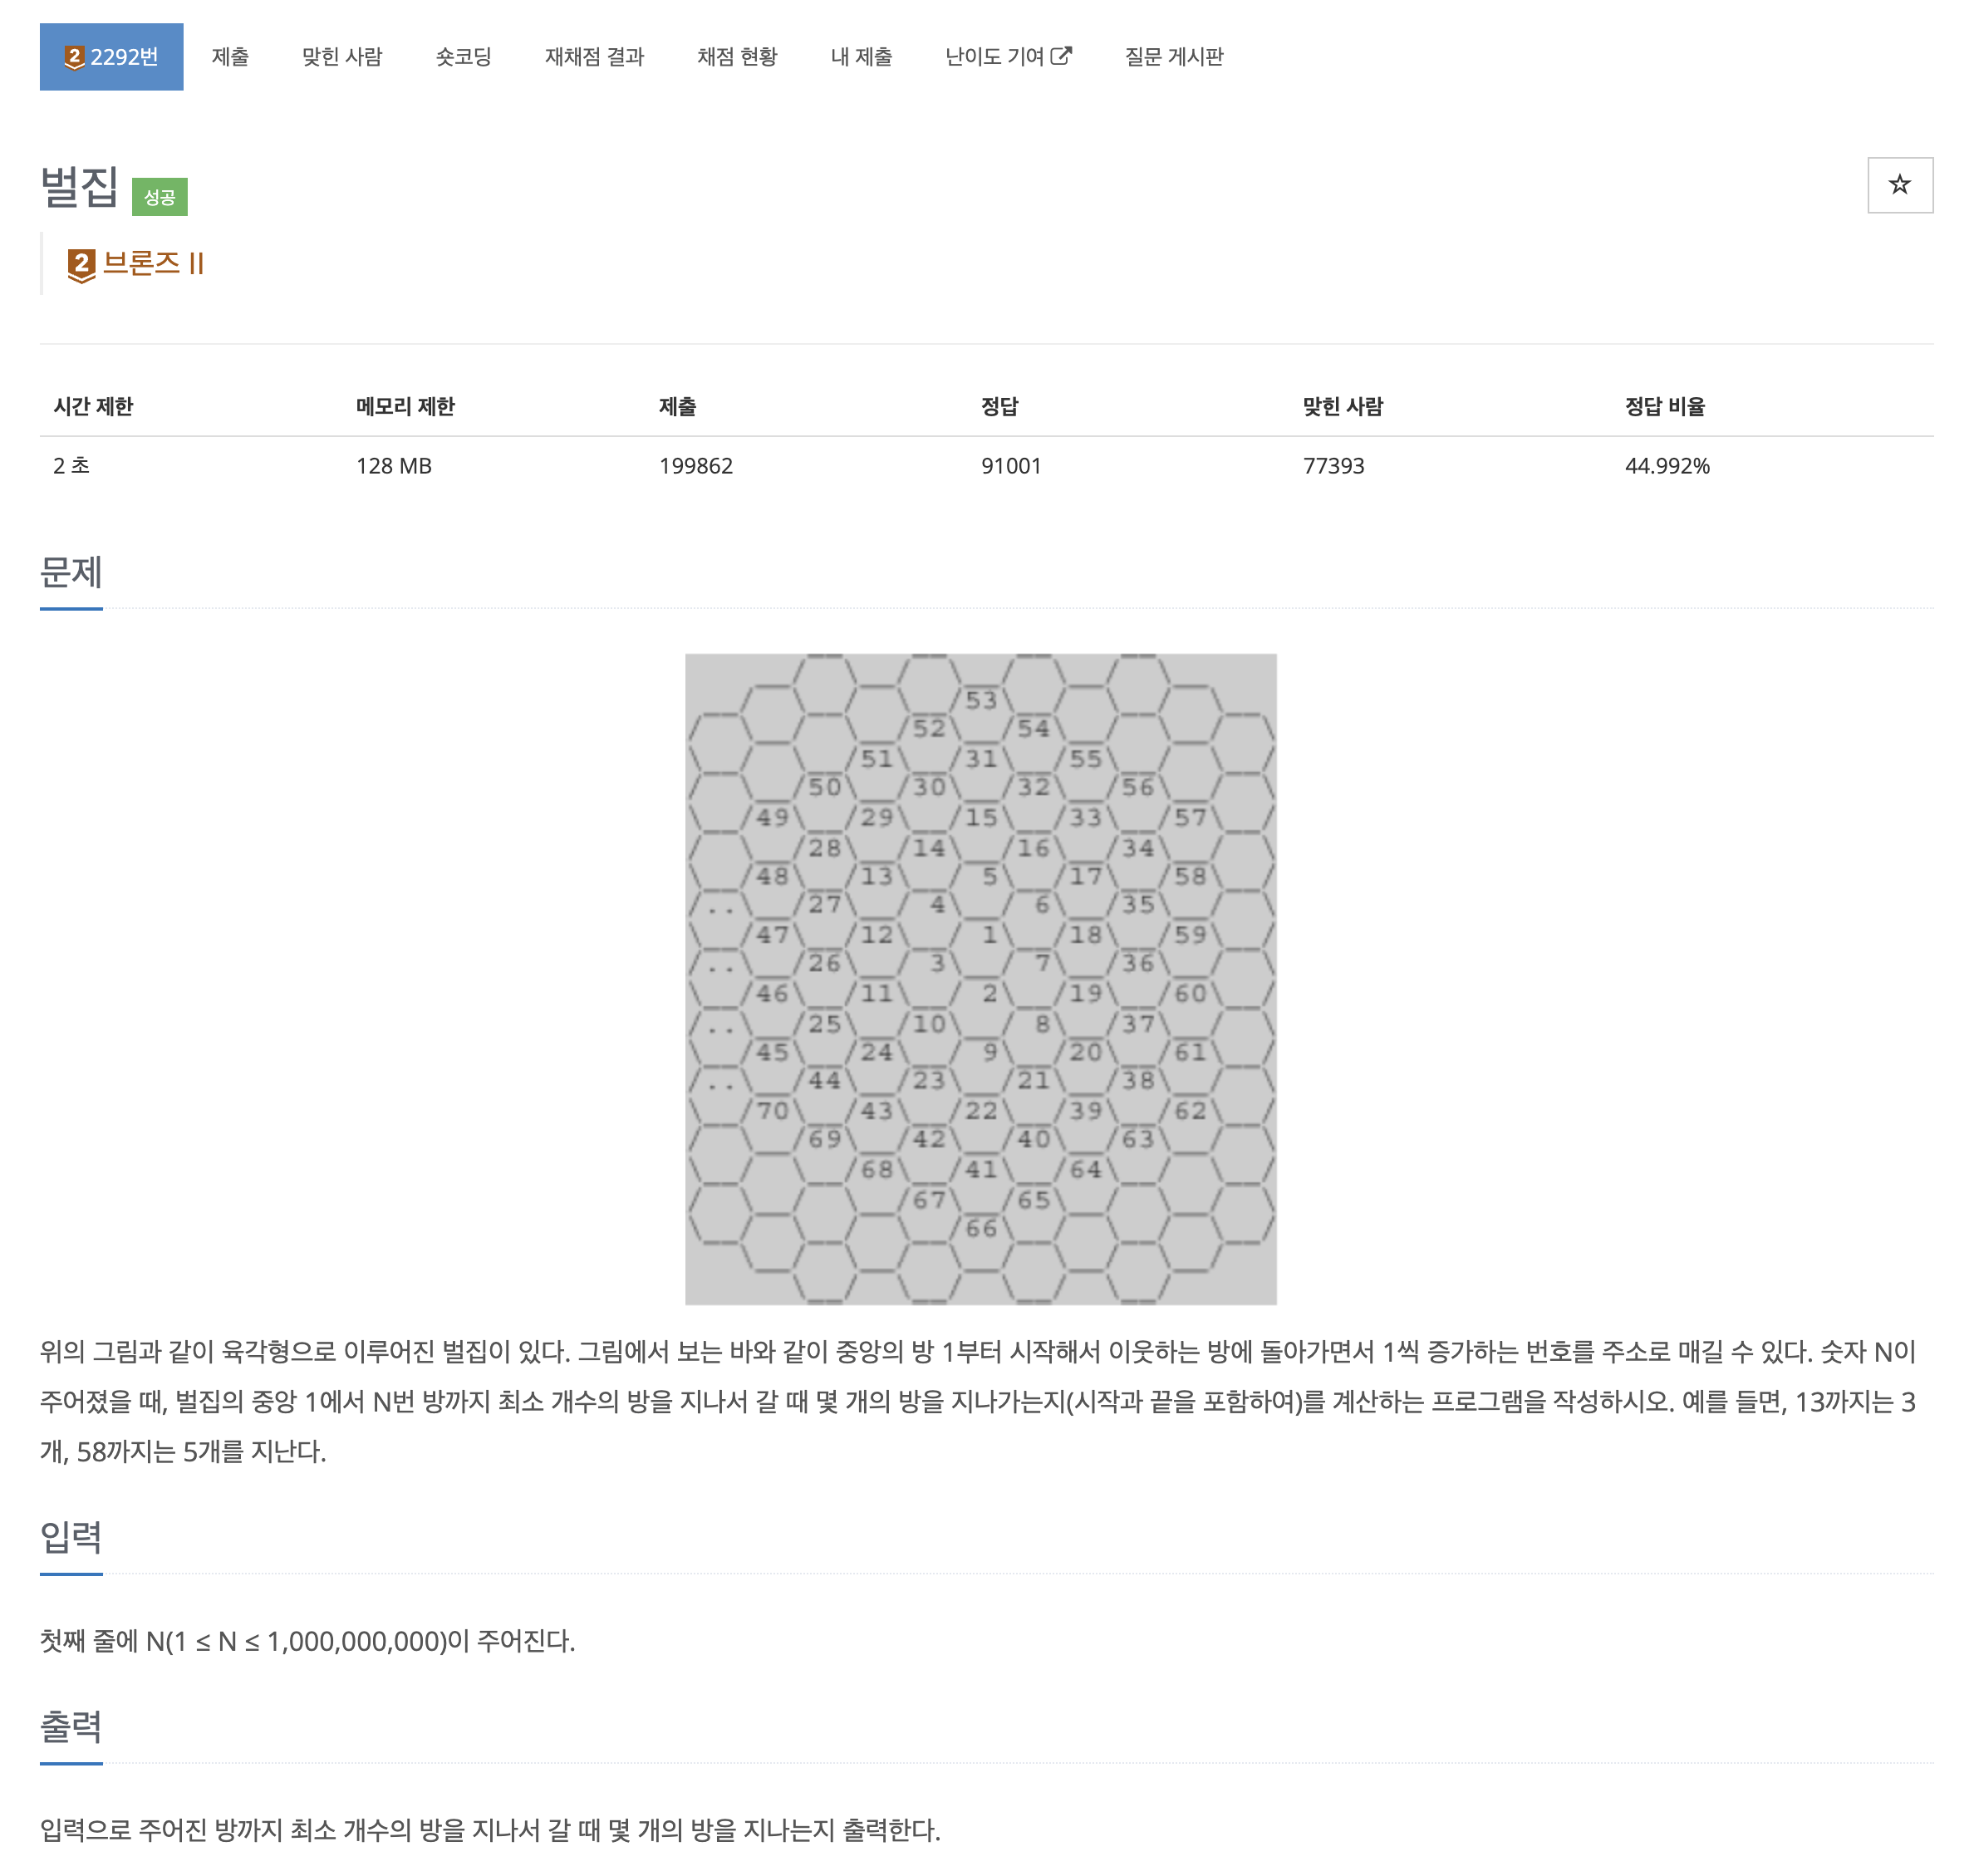 2 2292번 제출 맞힌 사람 숏코딩 재채점 결과 채점 현황 내 제출 난이도 기여 질문 게시판
벌집 성공
2 브론즈 II
시간 제한 메모리 제한 제출 정답 맞힌 사람 정답 비율
2 초 128 MB 199862 91001 77393 44.992%
문제
53
52 54
51 31 55
50 30 32 56
49 29 15 33 57
28 14 16 34
48 13 5 17 58
.. 27 4 6 35
47 12 1 18 59
.. 26 3 7 36
46 11 2 19 60
.. 25 10 8 37
45 24 9 20 61
.. 44 23 21 38
70 43 22 39 62
69 42 40 63
68 41 64
67 65
66
위의 그림과 같이 육각형으로 이루어진 벌집이 있다. 그림에서 보는 바와 같이 중앙의 방 1부터 시작해서 이웃하는 방에 돌아가면서 1씩 증가하는 번호를 주소로 매길 수 있다. 숫자 N이
주어졌을 때, 벌집의 중앙 1에서 N번 방까지 최소 개수의 방을 지나서 갈 때 몇 개의 방을 지나가는지(시작과 끝을 포함하여)를 계산하는 프로그램을 작성하시오. 예를 들면, 13까지는 3
개, 58까지는 5개를 지난다.
입력
첫째 줄에 N(1 ≤ N ≤ 1,000,000,000)이 주어진다.
출력
입력으로 주어진 방까지 최소 개수의 방을 지나서 갈 때 몇 개의 방을 지나는지 출력한다.